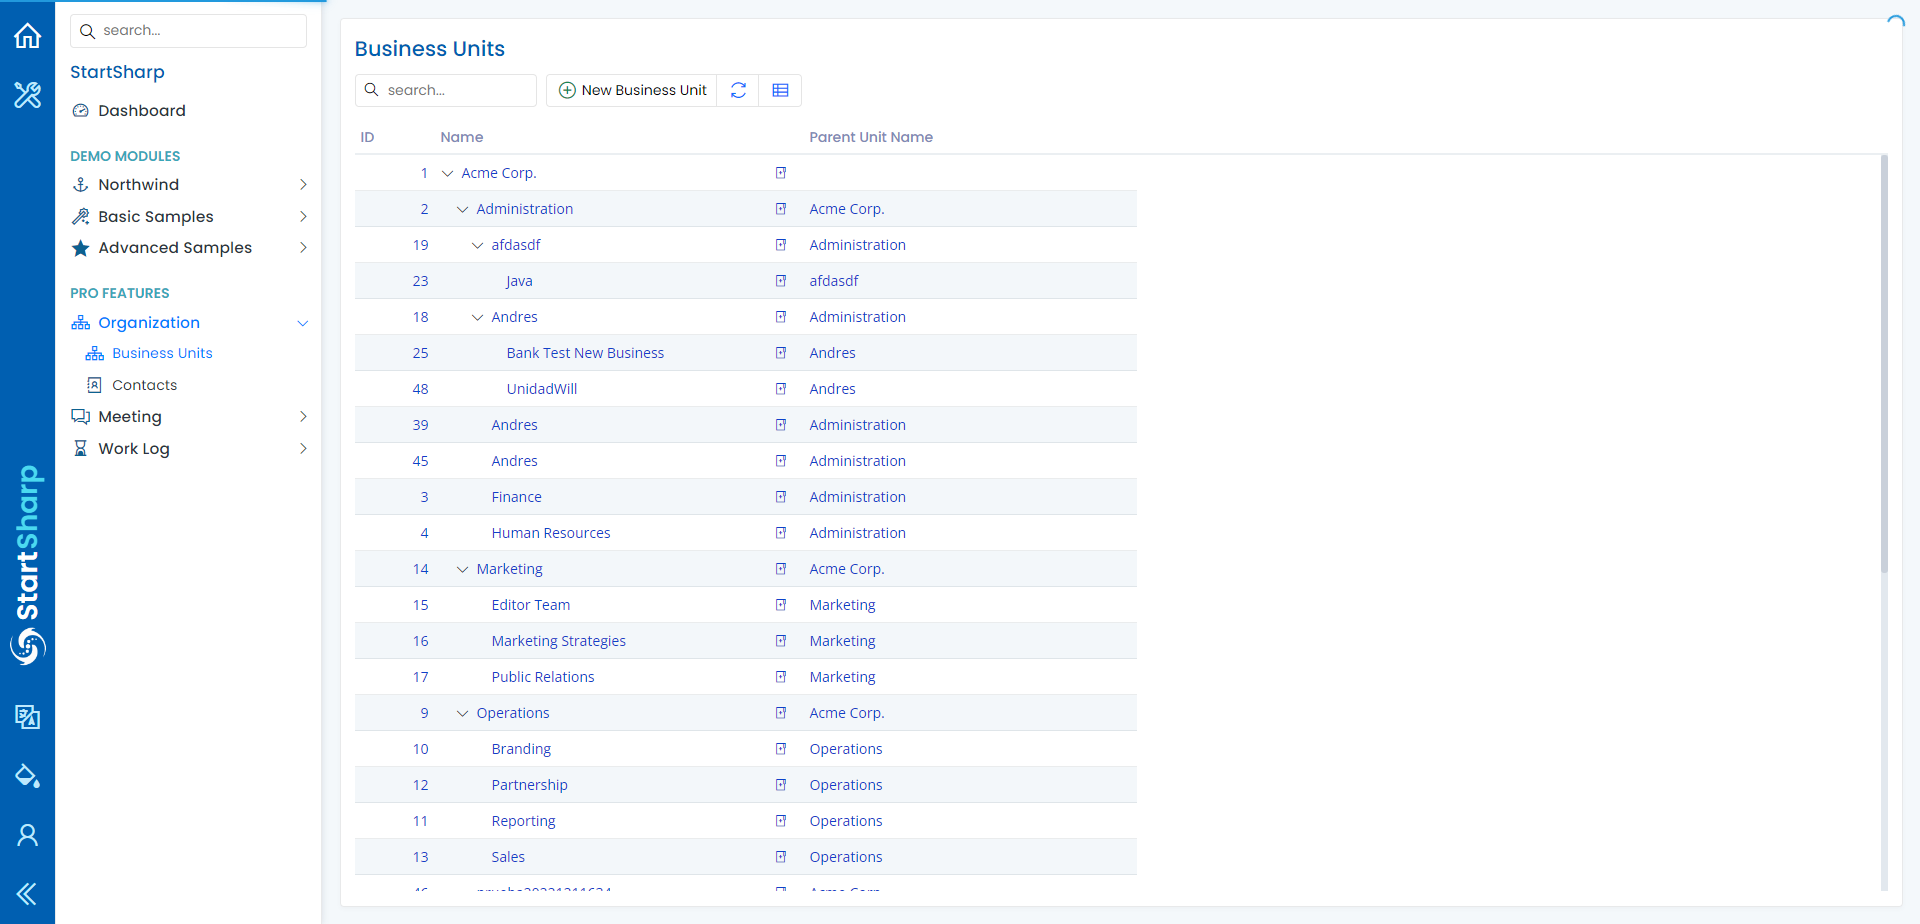 search...
StartSharp
Dashboard
DEMO MODULES
Northwind
Basic Samples
Advanced Samples
PRO FEATURES
Organization
Business Units
Contacts
Meeting
Work Log
StartSharp
Business Units
search...
New Business Unit
ID Name Parent Unit Name
1 Acme Corp.
2 Administration Acme Corp.
19 afdasdf Administration
23 Java afdasdf
18 Andres Administration
25 Bank Test New Business Andres
48 UnidadWill Andres
39 Andres Administration
45 Andres Administration
3 Finance Administration
4 Human Resources Administration
14 Marketing Acme Corp.
15 Editor Team Marketing
16 Marketing Strategies Marketing
17 Public Relations Marketing
9 Operations Acme Corp.
10 Branding Operations
12 Partnership Operations
11 Reporting Operations
13 Sales Operations
Acme Corp.